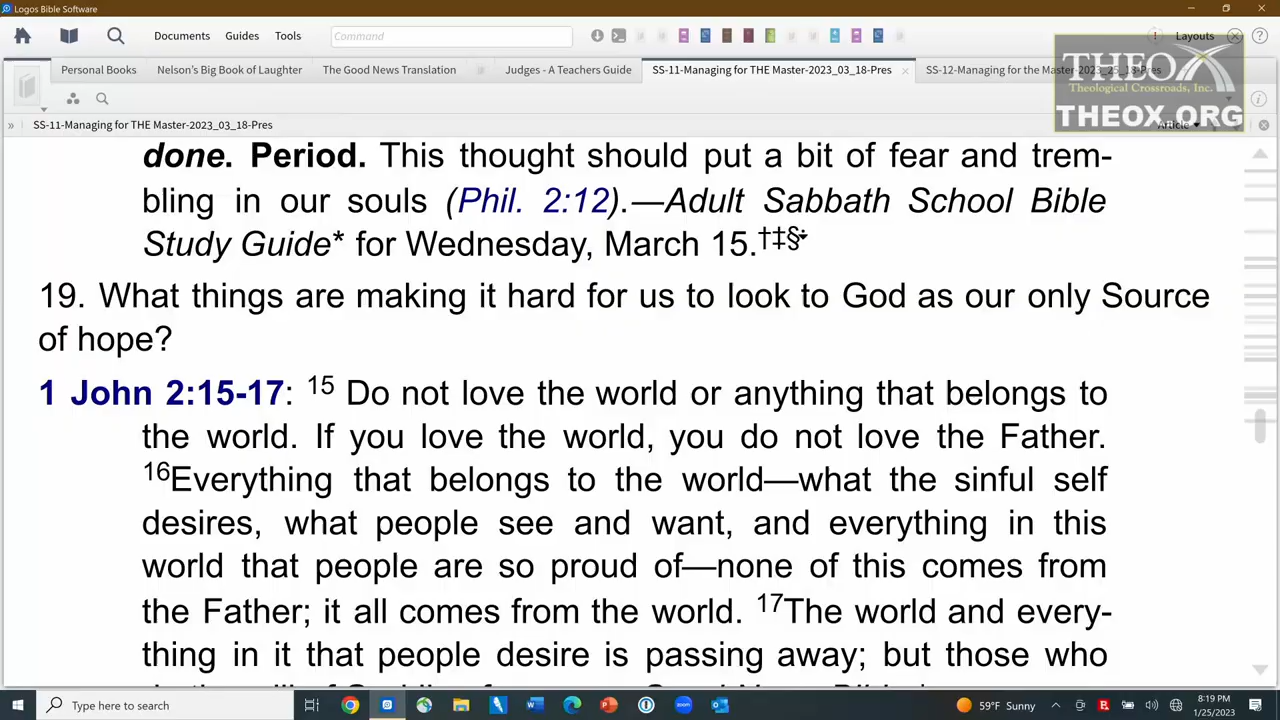 Logos Bible Software
Documents Guides Tools Command Layouts
Personal Books Nelson's Big Book of Laughter The Ga Judges - A Teachers Guide SS-11-Managing for THE Master-2023_03_18-Pres SS-12-Managing for the Master-2023_
THEOX
Theological Crossroads, Inc.
THEOX.ORG
SS-11-Managing for THE Master-2023_03_18-Pres Article
done. Period. This thought should put a bit of fear and trem-
bling in our souls (Phil. 2:12).—Adult Sabbath School Bible
Study Guide* for Wednesday, March 15.†‡§
19. What things are making it hard for us to look to God as our only Source
of hope?
1 John 2:15-17: 15 Do not love the world or anything that belongs to
the world. If you love the world, you do not love the Father.
16Everything that belongs to the world—what the sinful self
desires, what people see and want, and everything in this
world that people are so proud of—none of this comes from
the Father; it all comes from the world. 17The world and every-
thing in it that people desire is passing away; but those who
Type here to search 59°F Sunny 8:19 PM
1/25/2023